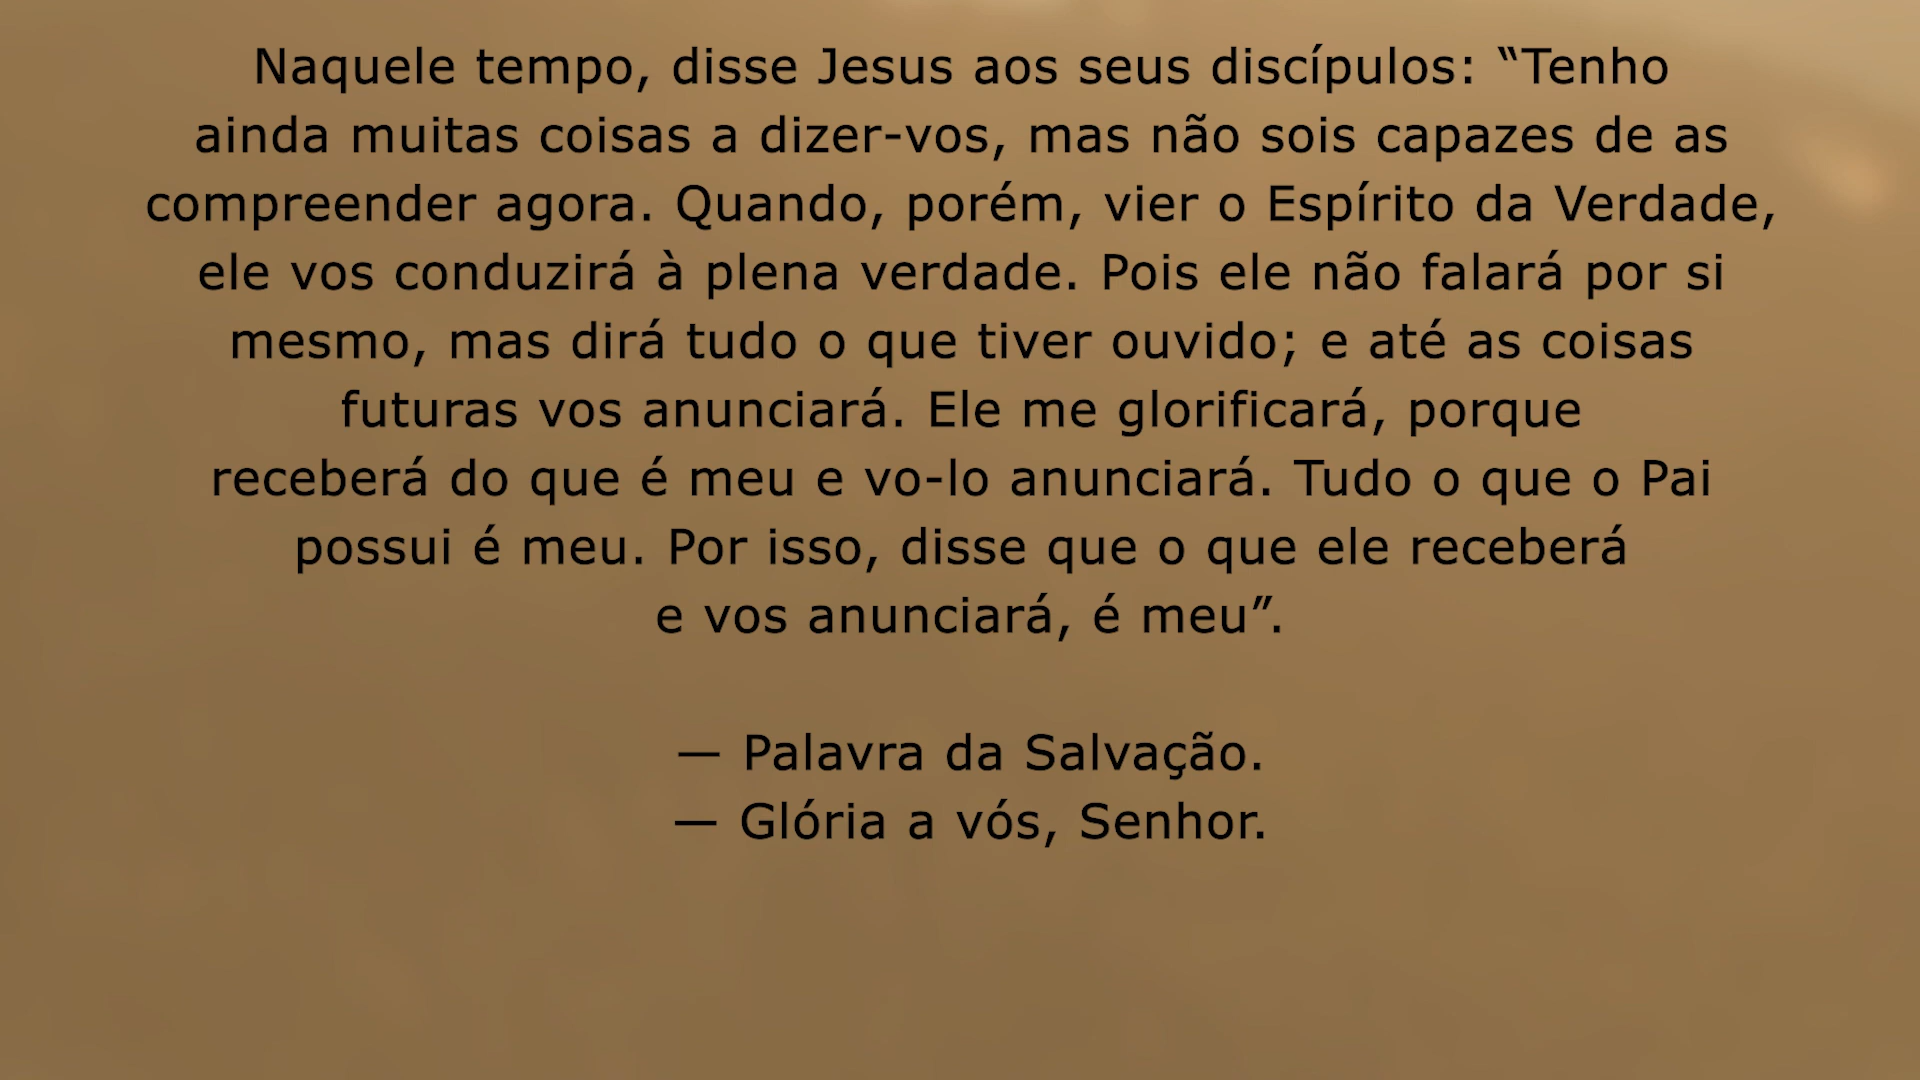 Naquele tempo, disse Jesus aos seus discípulos: “Tenho
ainda muitas coisas a dizer-vos, mas não sois capazes de as
compreender agora. Quando, porém, vier o Espírito da Verdade,
ele vos conduzirá à plena verdade. Pois ele não falará por si
mesmo, mas dirá tudo o que tiver ouvido; e até as coisas
futuras vos anunciará. Ele me glorificará, porque
receberá do que é meu e vo-lo anunciará. Tudo o que o Pai
possui é meu. Por isso, disse que o que ele receberá
e vos anunciará, é meu”.
— Palavra da Salvação.
— Glória a vós, Senhor.